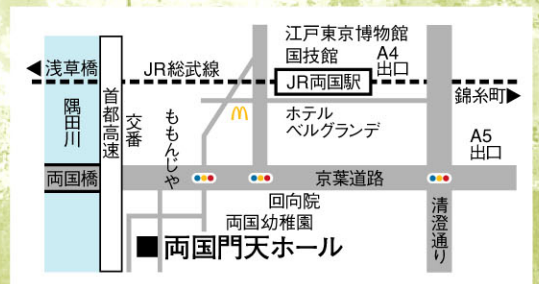 江戸東京博物館
国技館
A4
出口
◀浅草橋
JR総武線
JR両国駅
錦糸町▶
隅田川
首都高速
交番
ももんじや
ホテル
ベルグランデ
A5
出口
両国橋
京葉道路
回向院
両国幼稚園
清澄通り
■両国門天ホール